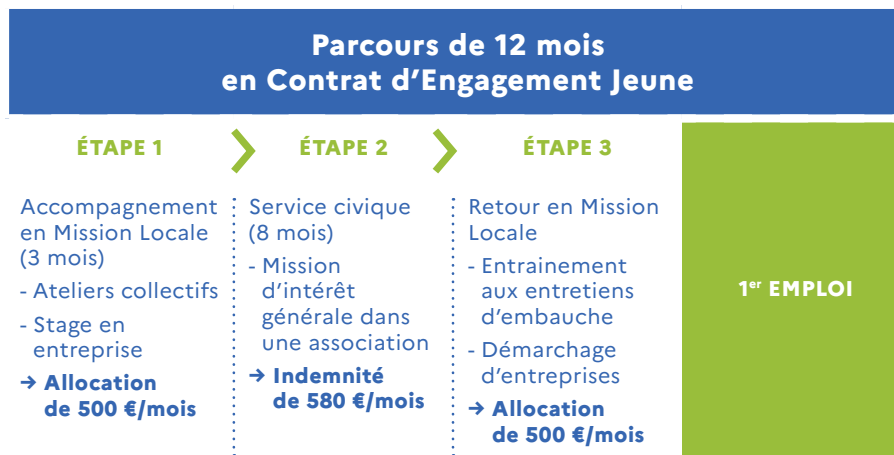 Parcours de 12 mois
en Contrat d’Engagement Jeune
ÉTAPE 1
Accompagnement
en Mission Locale
(3 mois)
- Ateliers collectifs
- Stage en
entreprise
→ Allocation
de 500 €/mois
ÉTAPE 2
Service civique
(8 mois)
- Mission
d’intérêt
générale dans
une association
→ Indemnité
de 580 €/mois
ÉTAPE 3
Retour en Mission
Locale
- Entrainement
aux entretiens
d’embauche
- Démarchage
d’entreprises
→ Allocation
de 500 €/mois
1er EMPLOI